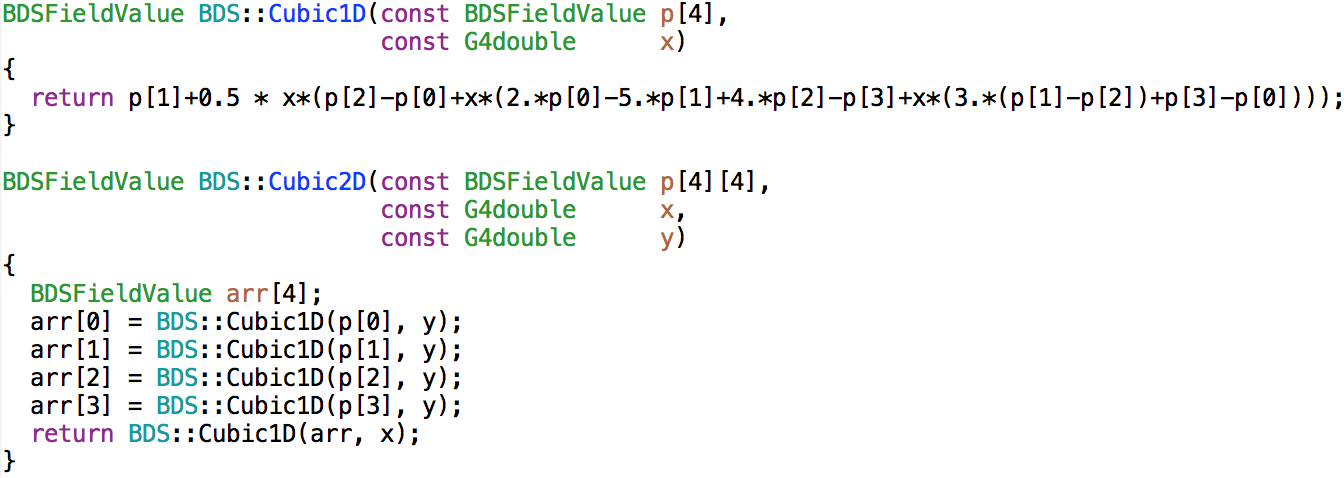 BDSFieldValue BDS::Cubic1D(const BDSFieldValue p[4],
                           const G4double      x)
{
  return p[1]+0.5 * x*(p[2]-p[0]+x*(2.*p[0]-5.*p[1]+4.*p[2]-p[3]+x*(3.*(p[1]-p[2])+p[3]-p[0])));
}

BDSFieldValue BDS::Cubic2D(const BDSFieldValue p[4][4],
                           const G4double      x,
                           const G4double      y)
{
  BDSFieldValue arr[4];
  arr[0] = BDS::Cubic1D(p[0], y);
  arr[1] = BDS::Cubic1D(p[1], y);
  arr[2] = BDS::Cubic1D(p[2], y);
  arr[3] = BDS::Cubic1D(p[3], y);
  return BDS::Cubic1D(arr, x);
}